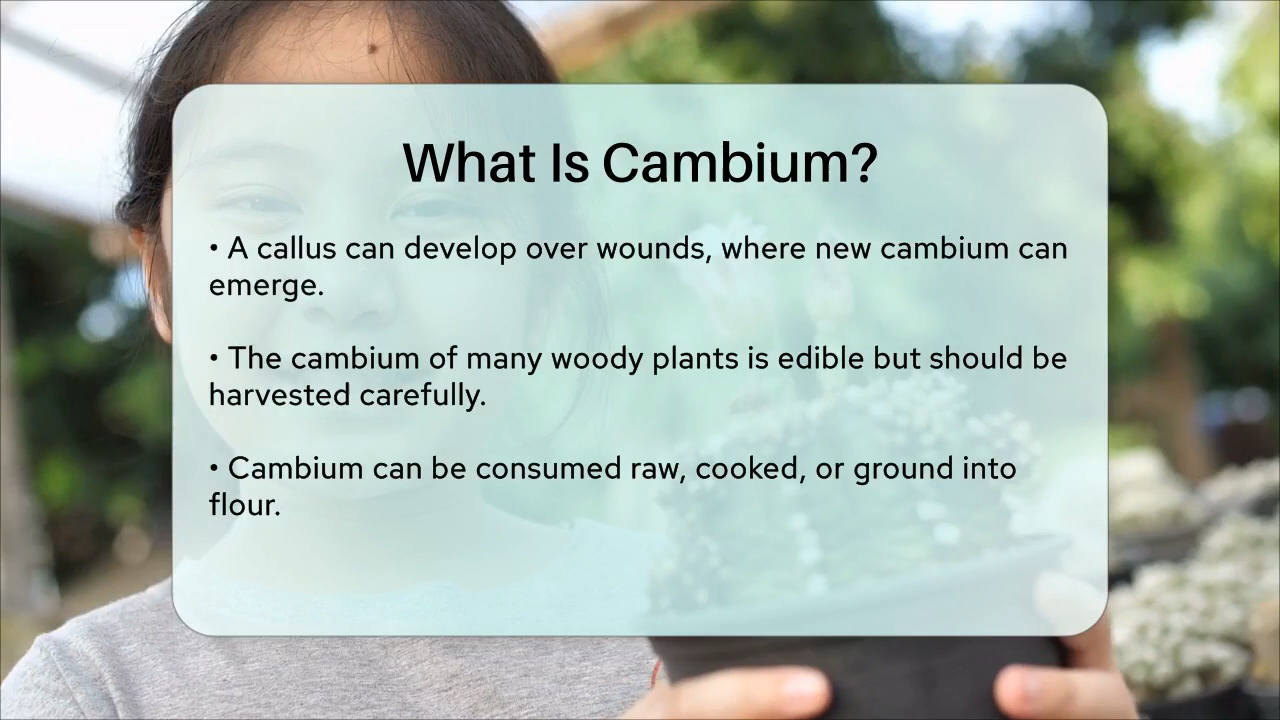 What Is Cambium?
• A callus can develop over wounds, where new cambium can
emerge.
• The cambium of many woody plants is edible but should be
harvested carefully.
• Cambium can be consumed raw, cooked, or ground into
flour.